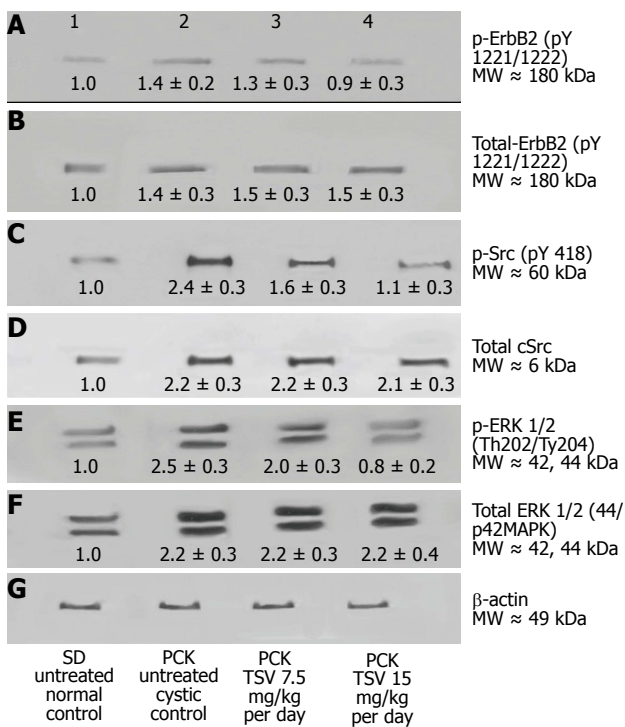 A
1 2 3 4
1.0 1.4 ± 0.2 1.3 ± 0.3 0.9 ± 0.3
p-ErbB2 (pY
1221/1222)
MW ≈ 180 kDa
B
1.0 1.4 ± 0.3 1.5 ± 0.3 1.5 ± 0.3
Total-ErbB2 (pY
1221/1222)
MW ≈ 180 kDa
C
1.0 2.4 ± 0.3 1.6 ± 0.3 1.1 ± 0.3
p-Src (pY 418)
MW ≈ 60 kDa
D
1.0 2.2 ± 0.3 2.2 ± 0.3 2.1 ± 0.3
Total cSrc
MW ≈ 6 kDa
E
1.0 2.5 ± 0.3 2.0 ± 0.3 0.8 ± 0.2
p-ERK 1/2
(Th202/Ty204)
MW ≈ 42, 44 kDa
F
1.0 2.2 ± 0.3 2.2 ± 0.3 2.2 ± 0.4
Total ERK 1/2 (44/
p42MAPK)
MW ≈ 42, 44 kDa
G
β-actin
MW ≈ 49 kDa
SD
untreated
normal
control
PCK
untreated
cystic
control
PCK
TSV 7.5
mg/kg
per day
PCK
TSV 15
mg/kg
per day